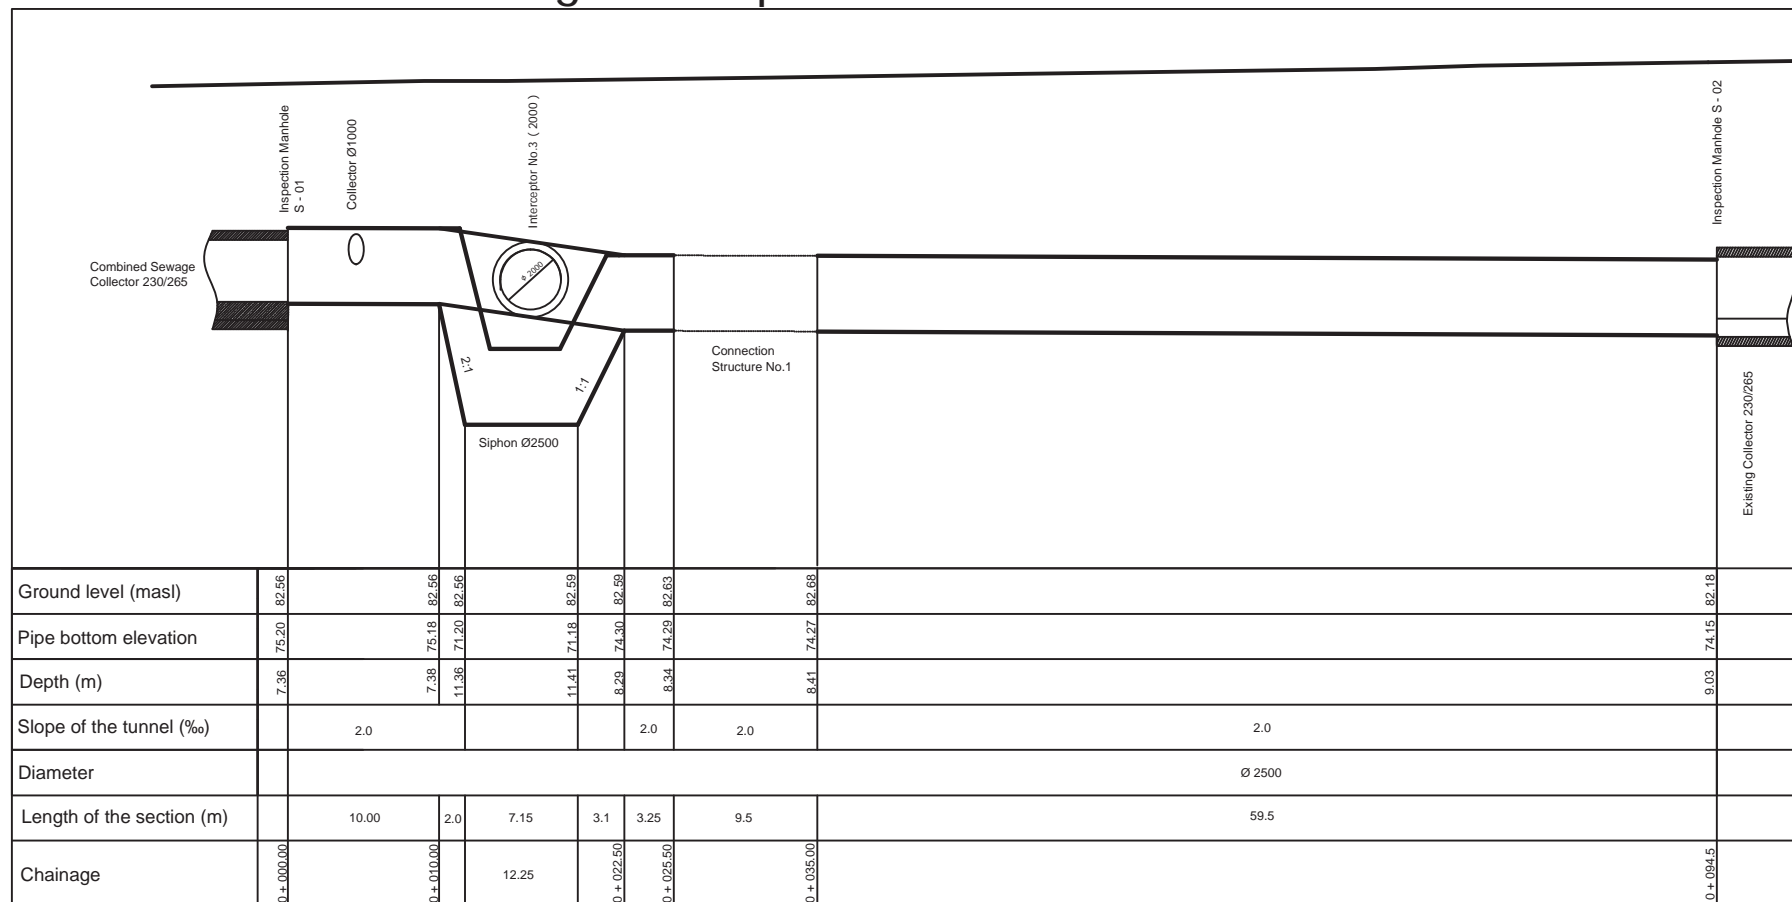 Inspection Manhole
S - 01
Collector Ø1000
Interceptor No.3 ( 2000 )
Inspection Manhole S - 02
Combined Sewage
Collector 230/265
ϕ 2000
2:1
1:1
Connection
Structure No.1
Siphon Ø2500
Existing Collector 230/265
Ground level (masl) 82.56 82.56 82.56 82.59 82.59 82.63 82.68 82.18
Pipe bottom elevation 75.20 75.18 71.20 71.18 74.30 74.29 74.27 74.15
Depth (m) 7.36 7.38 11.36 11.41 8.29 8.34 8.41 9.03
Slope of the tunnel (‰) 2.0 2.0 2.0 2.0
Diameter Ø 2500
Length of the section (m) 10.00 2.0 7.15 3.1 3.25 9.5 59.5
Chainage 0 + 000.00 0 + 010.00 12.25 0 + 022.50 0 + 025.50 0 + 035.00 0 + 094.5